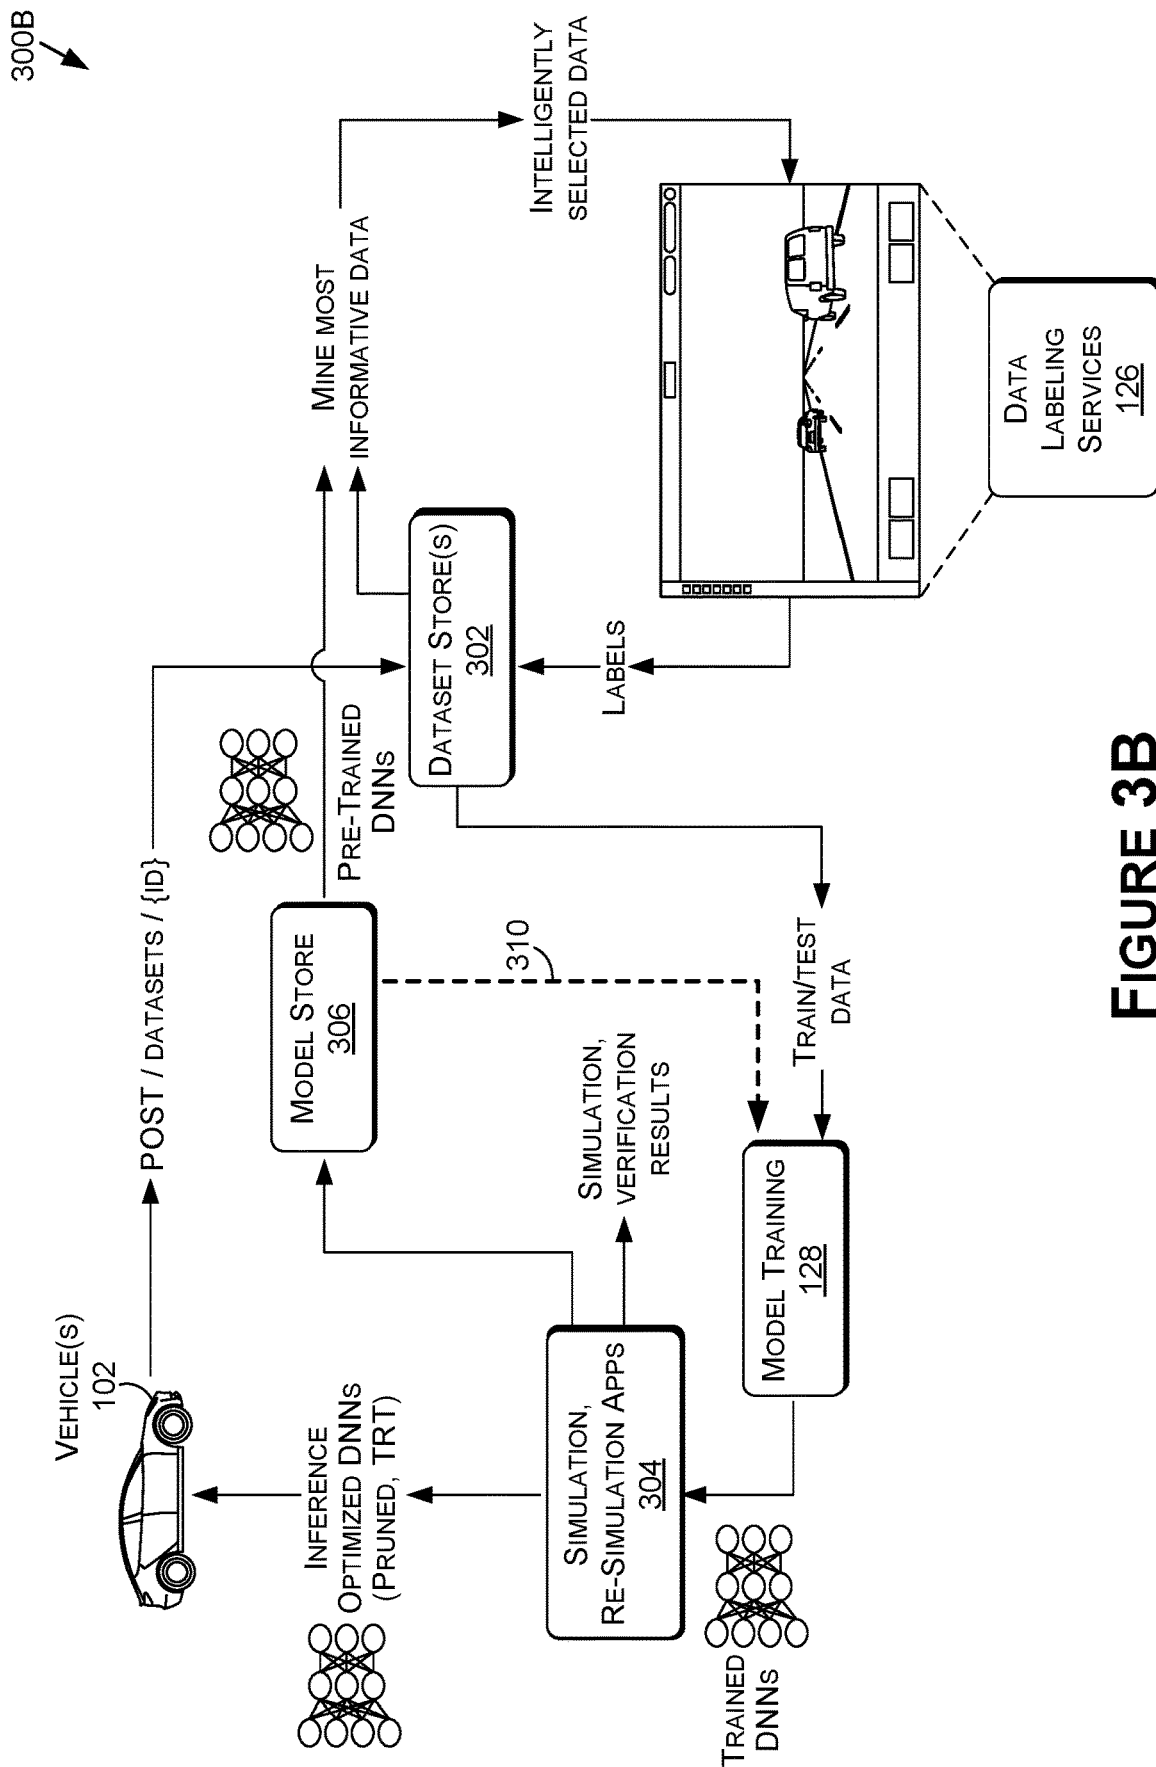 300B
VEHICLE(S)
102
POST / DATASETS / {ID}
INFERENCE
OPTIMIZED DNNS
(PRUNED, TRT)
MODEL STORE
306
PRE-TRAINED
DNNS
MINE MOST
INFORMATIVE DATA
DATASET STORE(S)
302
INTELLIGENTLY
SELECTED DATA
310
SIMULATION,
RE-SIMULATION APPS
304
SIMULATION,
VERIFICATION
RESULTS
LABELS
TRAINED
DNNS
MODEL TRAINING
128
TRAIN/TEST
DATA
DATA
LABELING
SERVICES
126
FIGURE 3B